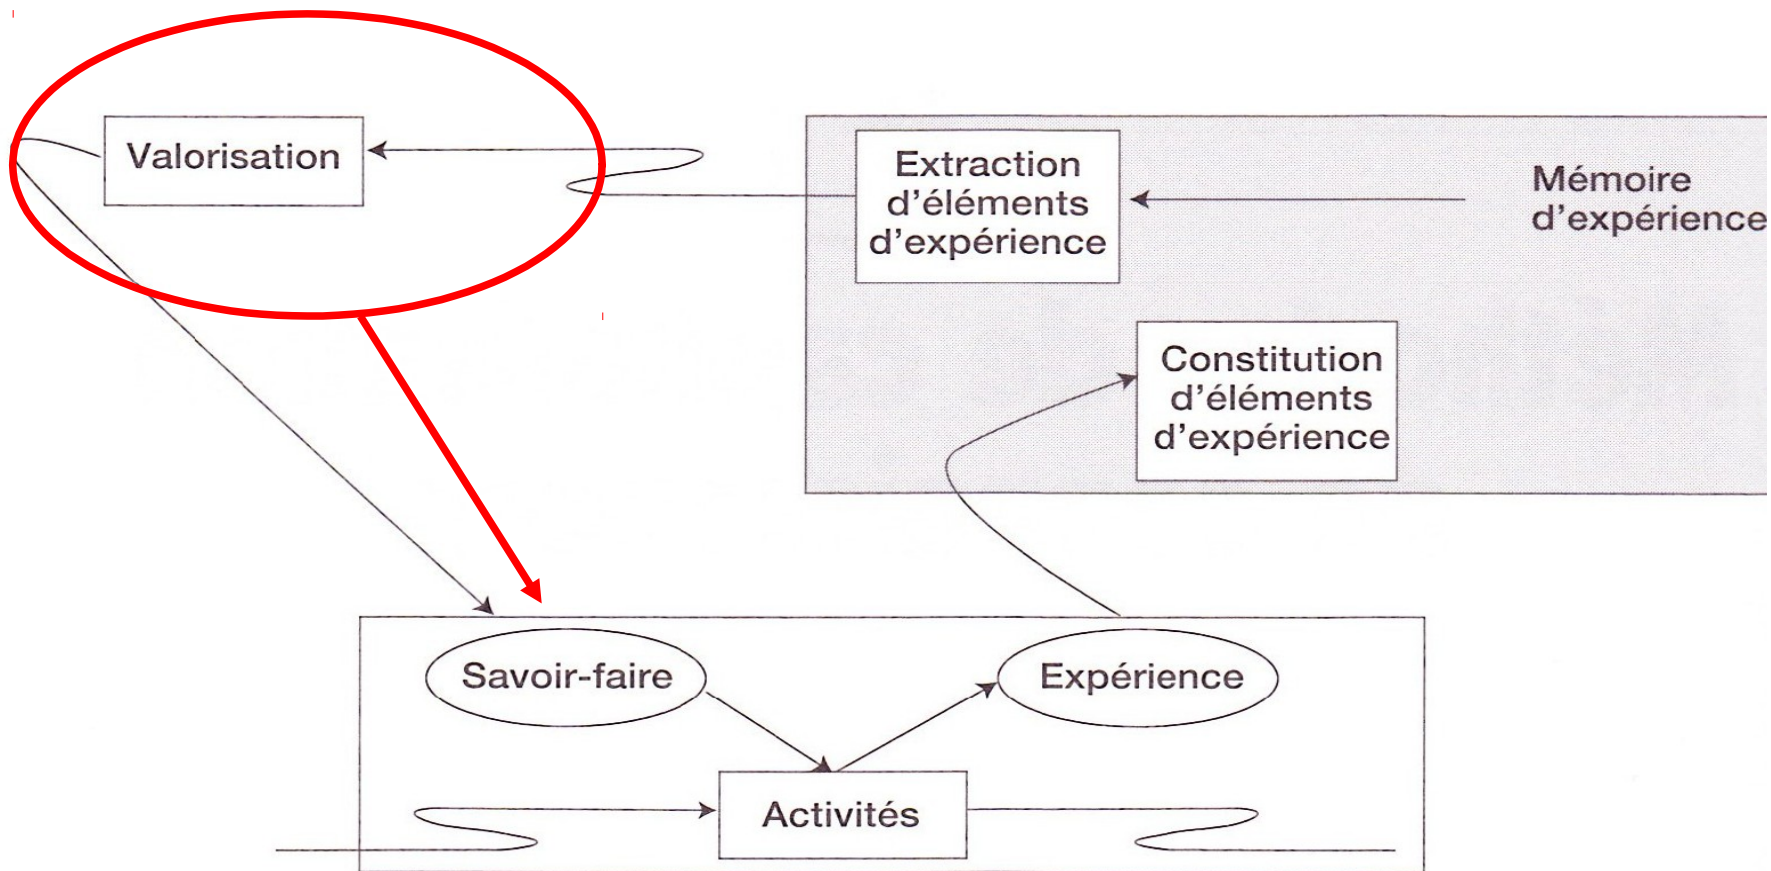 Valorisation
Extraction
d'éléments
d'expérience
Mémoire
d'expérience
Constitution
d'éléments
d'expérience
Savoir-faire
Expérience
Activités